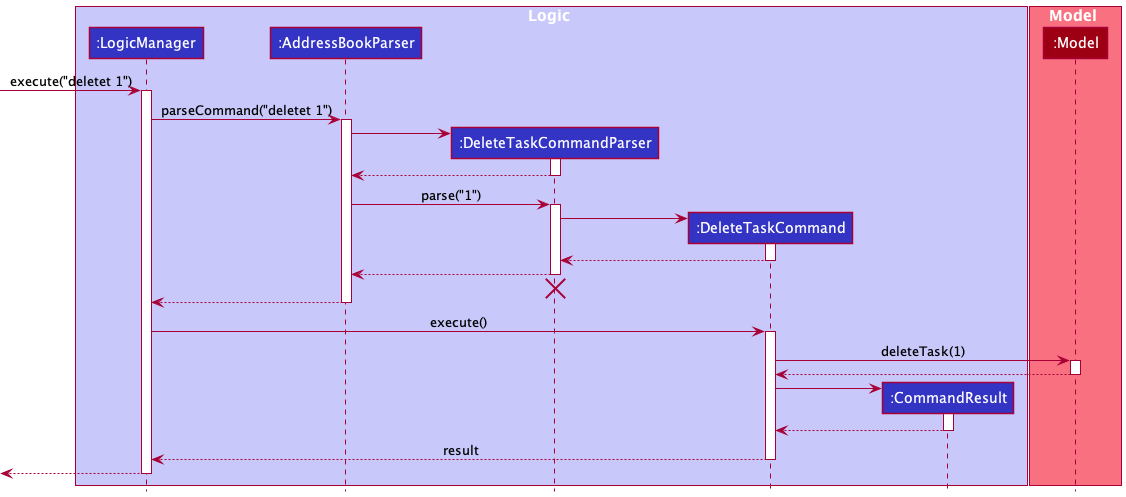 Logic
Model
:LogicManager
:AddressBookParser
:Model
execute("deletet 1")
parseCommand("deletet 1")
:DeleteTaskCommandParser
parse("1")
:DeleteTaskCommand
execute()
deleteTask(1)
:CommandResult
result